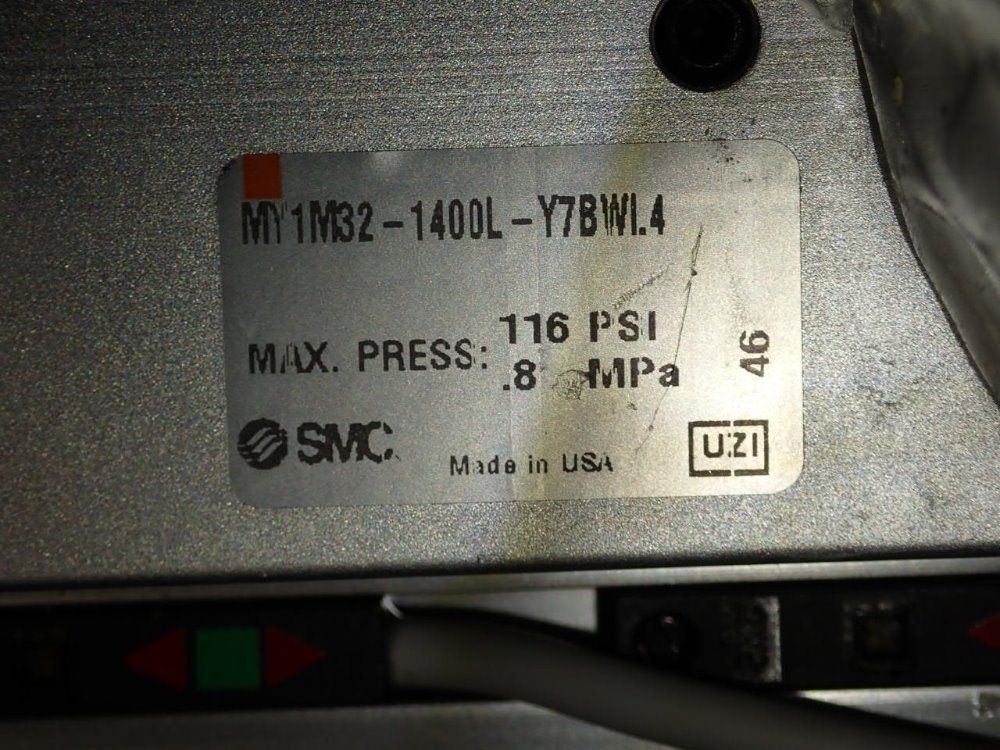 MY1M32-1400L-Y7BWL4
MAX. PRESS: 116 PSI
.8 MPa
46
SMC
Made in USA
UZI